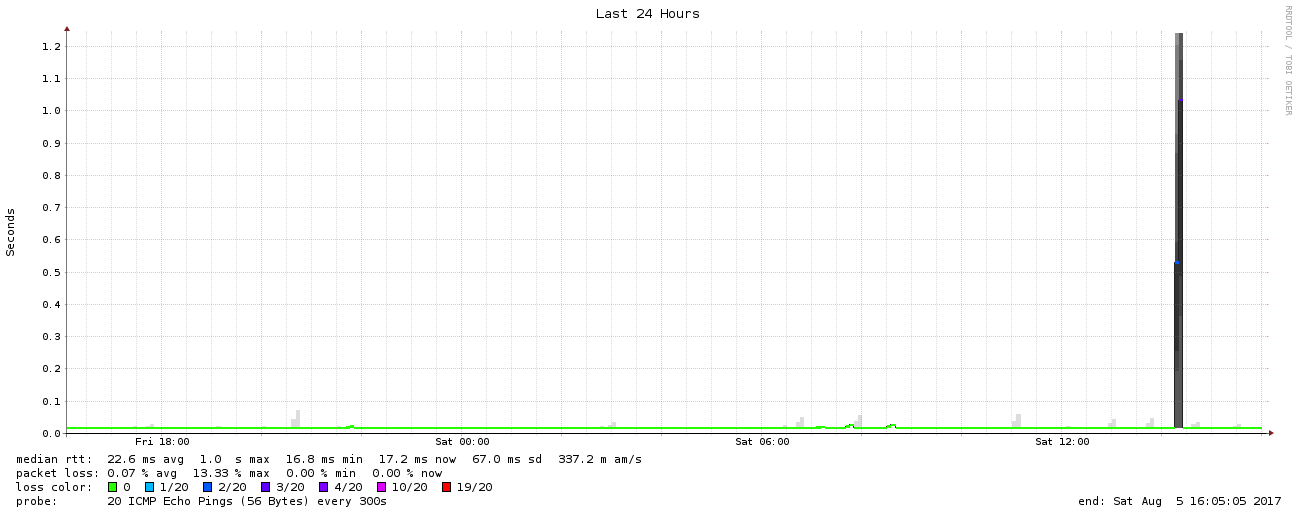 Last 24 Hours
RRDTOOL / TOBI OETIKER
Seconds
1.2
1.1
1.0
0.9
0.8
0.7
0.6
0.5
0.4
0.3
0.2
0.1
0.0
Fri 18:00 Sat 00:00 Sat 06:00 Sat 12:00
median rtt: 22.6 ms avg 1.0 s max 16.8 ms min 17.2 ms now 67.0 ms sd 337.2 m am/s
packet loss: 0.07 % avg 13.33 % max 0.00 % min 0.00 % now
loss color: 0 1/20 2/20 3/20 4/20 10/20 19/20
probe: 20 ICMP Echo Pings (56 Bytes) every 300s end: Sat Aug 5 16:05:05 2017